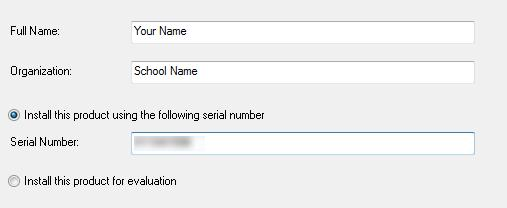 Full Name: Your Name
Organization: School Name
Install this product using the following serial number
Serial Number:
Install this product for evaluation